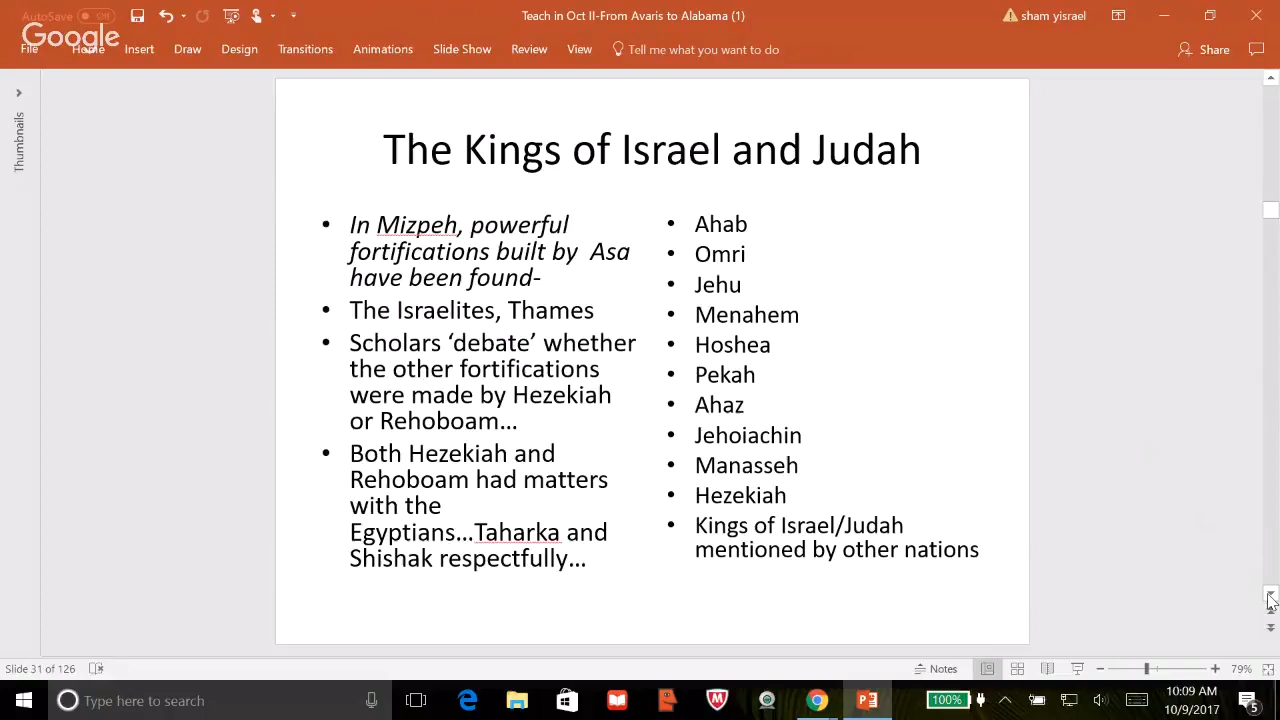 AutoSave Off
Teach in Oct II-From Avaris to Alabama (1)
sham yisrael
Google
File Home Insert Draw Design Transitions Animations Slide Show Review View Tell me what you want to do
Share
Thumbnails
The Kings of Israel and Judah
• In Mizpeh, powerful
fortifications built by Asa
have been found-
• The Israelites, Thames
• Scholars ‘debate’ whether
the other fortifications
were made by Hezekiah
or Rehoboam...
• Both Hezekiah and
Rehoboam had matters
with the
Egyptians...Taharka and
Shishak respectfully...
• Ahab
• Omri
• Jehu
• Menahem
• Hoshea
• Pekah
• Ahaz
• Jehoiachin
• Manasseh
• Hezekiah
• Kings of Israel/Judah
mentioned by other nations
Slide 31 of 126
Notes
79%
Type here to search
100%
10:09 AM
10/9/2017
5